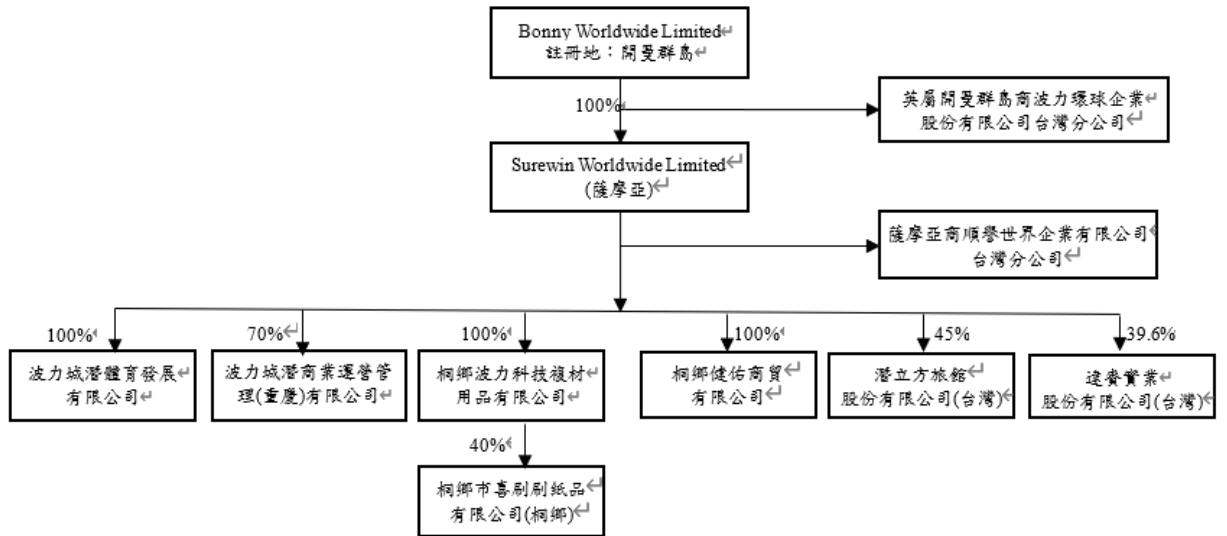 Bonny Worldwide Limited
註冊地：開曼群島
100%
英屬開曼群島商波力環球企業
股份有限公司台灣分公司
Surewin Worldwide Limited
(薩摩亞)
薩摩亞商順譽世界企業有限公司
台灣分公司
100%
70%
100%
100%
45%
39.6%
波力城潛體育發展
有限公司
波力城潛商業運營管
理(重慶)有限公司
桐鄉波力科技複材
用品有限公司
桐鄉健佑商貿
有限公司
潛立方旅館
股份有限公司(台灣)
達賚實業
股份有限公司(台灣)
40%
桐鄉市喜刷刷紙品
有限公司(桐鄉)